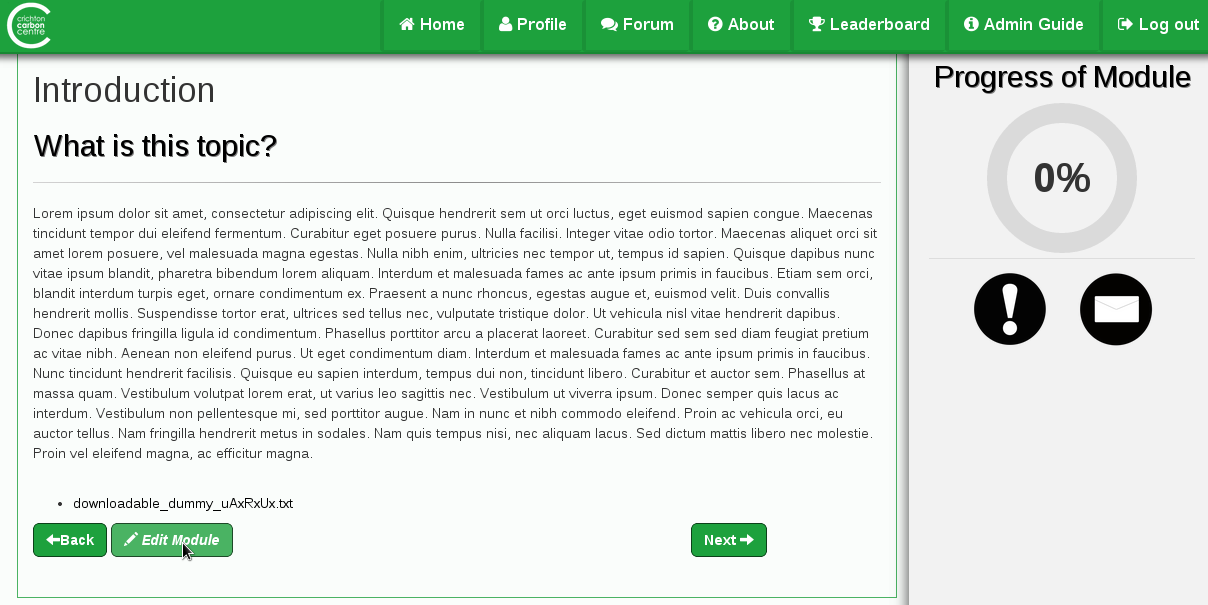 crichton
carbon
centre
Home Profile Forum About Leaderboard Admin Guide Log out
Introduction
What is this topic?
Lorem ipsum dolor sit amet, consectetur adipiscing elit. Quisque hendrerit sem ut orci luctus, eget euismod sapien congue. Maecenas
tincidunt tempor dui eleifend fermentum. Curabitur eget posuere purus. Nulla facilisi. Integer vitae odio tortor. Maecenas aliquet orci sit
amet lorem posuere, vel malesuada magna egestas. Nulla nibh enim, ultricies nec tempor ut, tempus id sapien. Quisque dapibus nunc
vitae ipsum blandit, pharetra bibendum lorem aliquam. Interdum et malesuada fames ac ante ipsum primis in faucibus. Etiam sem orci,
blandit interdum turpis eget, ornare condimentum ex. Praesent a nunc rhoncus, egestas augue et, euismod velit. Duis convallis
hendrerit mollis. Suspendisse tortor erat, ultrices sed tellus nec, vulputate tristique dolor. Ut vehicula nisl vitae hendrerit dapibus.
Donec dapibus fringilla ligula id condimentum. Phasellus porttitor arcu a placerat laoreet. Curabitur sed sem sed diam feugiat pretium
ac vitae nibh. Aenean non eleifend purus. Ut eget condimentum diam. Interdum et malesuada fames ac ante ipsum primis in faucibus.
Nunc tincidunt hendrerit facilisis. Quisque eu sapien interdum, tempus dui non, tincidunt libero. Curabitur et auctor sem. Phasellus at
massa quam. Vestibulum volutpat lorem erat, ut varius leo sagittis nec. Vestibulum ut viverra ipsum. Donec semper quis lacus ac
interdum. Vestibulum non pellentesque mi, sed porttitor augue. Nam in nunc et nibh commodo eleifend. Proin ac vehicula orci, eu
auctor tellus. Nam fringilla hendrerit metus in sodales. Nam quis tempus nisi, nec aliquam lacus. Sed dictum mattis libero nec molestie.
Proin vel eleifend magna, ac efficitur magna.
downloadable_dummy_uAxRxUx.txt
Back Edit Module Next
Progress of Module
0%